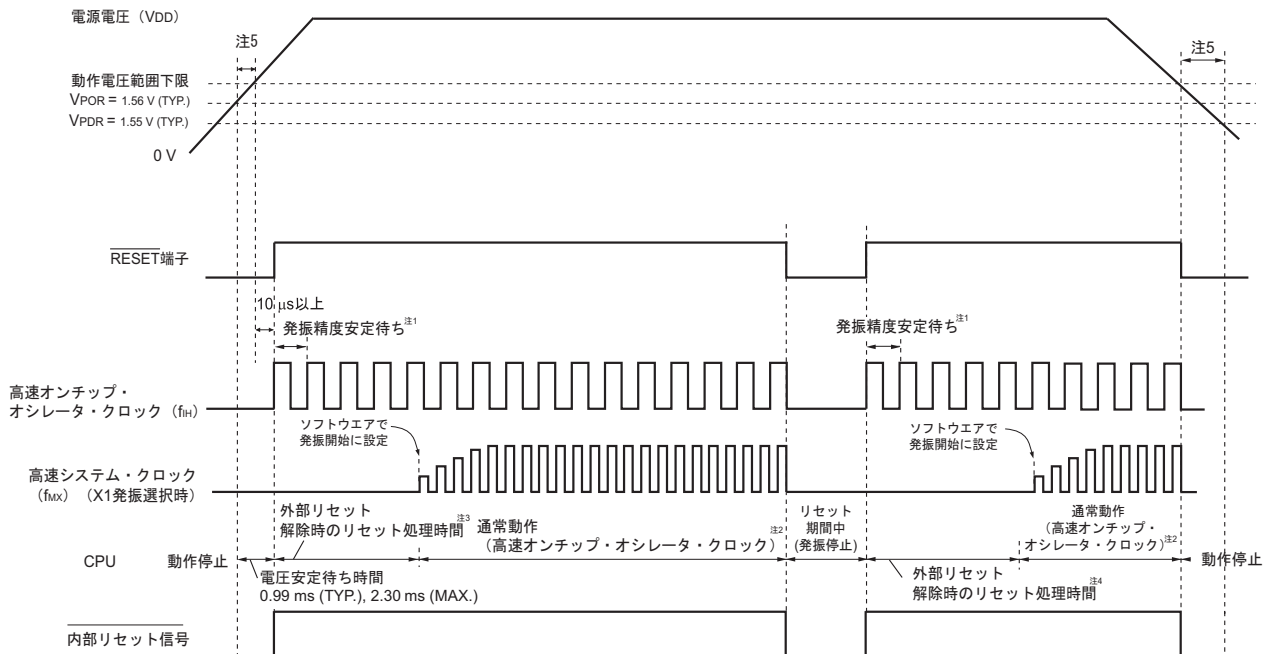 電源電圧（VDD）
注5
注5
動作電圧範囲下限
VPOR = 1.56 V (TYP.)
VPDR = 1.55 V (TYP.)
0 V
RESET端子
10 μs以上
発振精度安定待ち注1
発振精度安定待ち注1
高速オンチップ・
オシレータ・クロック（fIH）
ソフトウエアで
発振開始に設定
ソフトウエアで
発振開始に設定
高速システム・クロック
（fMX）（X1発振選択時）
外部リセット
解除時のリセット処理時間注3
通常動作
（高速オンチップ・オシレータ・クロック）注2
リセット
期間中
(発振停止)
通常動作
（高速オンチップ・
オシレータ・クロック）注2
CPU
動作停止
動作停止
電圧安定待ち時間
0.99 ms (TYP.), 2.30 ms (MAX.)
外部リセット
解除時のリセット処理時間注4
内部リセット信号